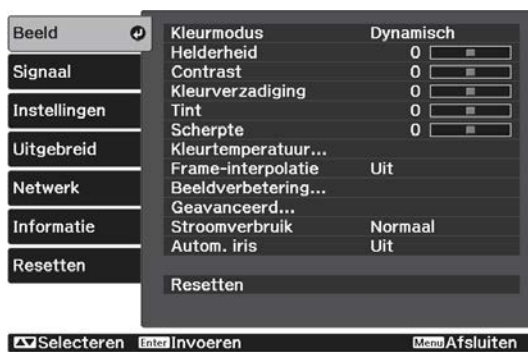 Beeld
Signaal
Instellingen
Uitgebreid
Netwerk
Informatie
Resetten
Kleurmodus Dynamisch
Helderheid 0
Contrast 0
Kleurverzadiging 0
Tint 0
Scherpte 0
Kleurtemperatuur...
Frame-interpolatie Uit
Beeldverbetering...
Geavanceerd...
Stroomverbruik Normaal
Autom. iris Uit
Resetten
Selecteren Enter Invoeren Menu Afsluiten